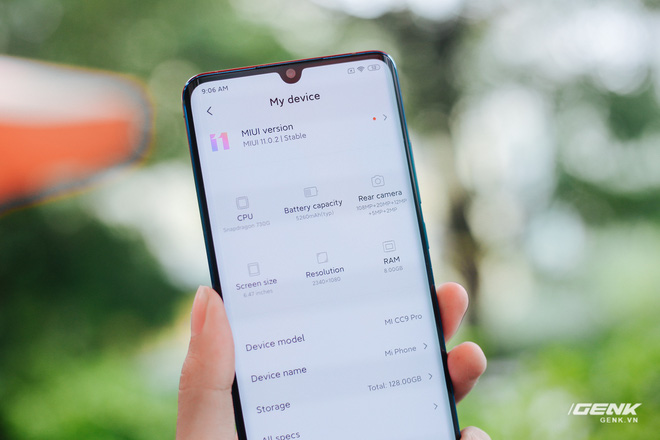 9:06 AM
My device
11
MIUI version
MIUI 11.0.2 | Stable
CPU
Snapdragon 730G
Battery capacity
5260mAh(typ)
Rear camera
108MP+20MP+12MP
+5MP+2MP
Screen size
6.47 inches
Resolution
2340×1080
RAM
8.00GB
Device model
MI CC9 Pro
Device name
Mi Phone
Storage
Total: 128.00GB
All specs
GENK
GENK.VN